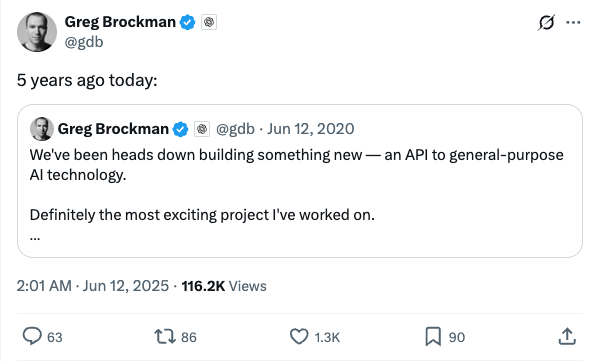 Greg Brockman
@gdb
5 years ago today:
Greg Brockman @gdb · Jun 12, 2020
We've been heads down building something new — an API to general-purpose
AI technology.
Definitely the most exciting project I've worked on.
...
2:01 AM · Jun 12, 2025 · 116.2K Views
63 86 1.3K 90